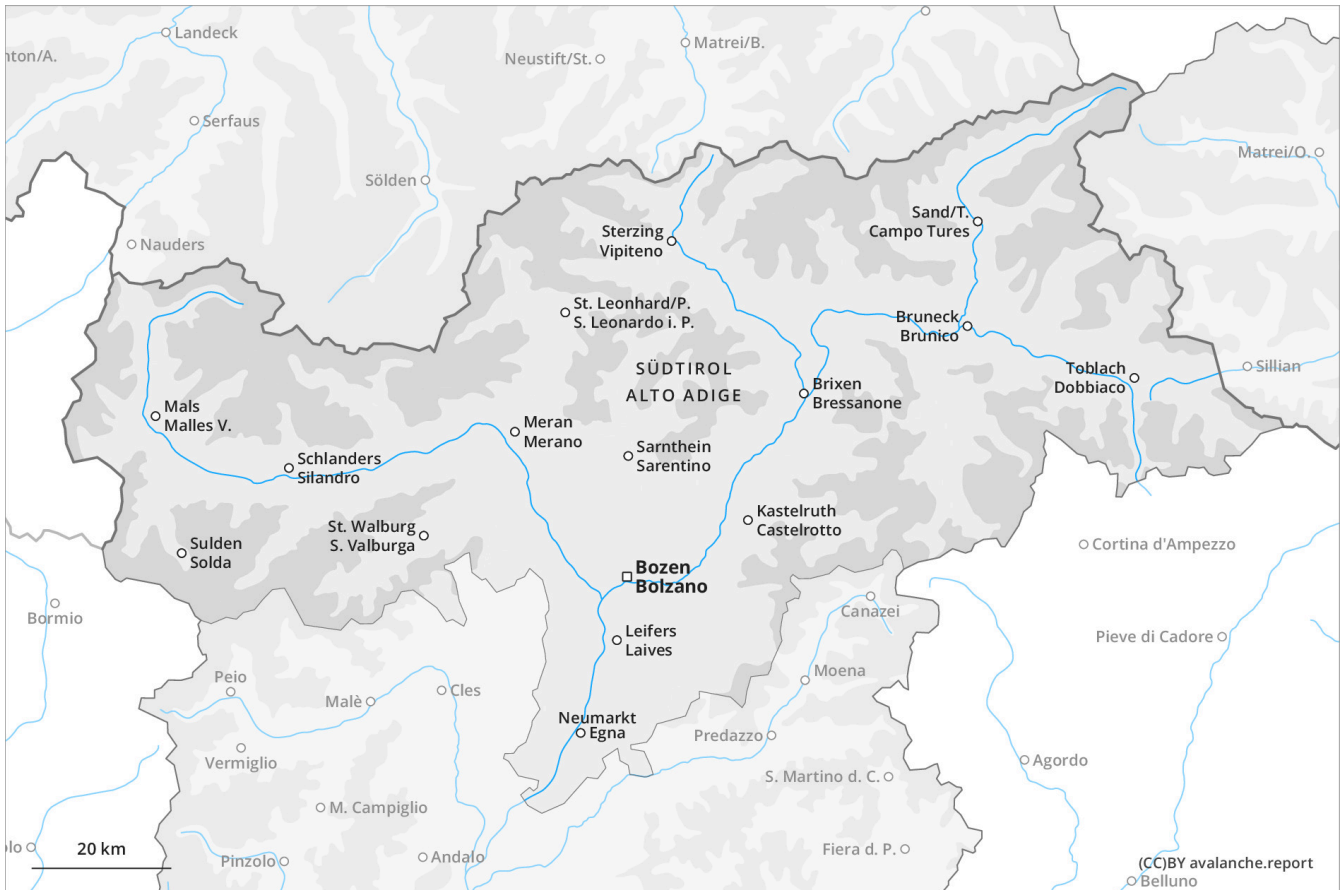 Landeck
nton/A.
Matrei/B.
Neustift/St.
Serfaus
Matrei/O.
Sölden
Sand/T.
Campo Tures
Sterzing
Vipiteno
Nauders
St. Leonhard/P.
S. Leonardo i. P.
Bruneck
Brunico
SÜDTIROL
ALTO ADIGE
Toblach
Dobbiaco
Sillian
Brixen
Bressanone
Mals
Malles V.
Meran
Merano
Sarnthein
Sarentino
Schlanders
Silandro
Kastelruth
Castelrotto
St. Walburg
S. Valburga
Sulden
Solda
Cortina d'Ampezzo
Bozen
Bolzano
Bormio
Canazei
Leifers
Laives
Pieve di Cadore
Moena
Peio
Malè
Cles
Neumarkt
Egna
Predazzo
Vermiglio
Agordo
S. Martino d. C.
M. Campiglio
20 km
olo
Pinzolo
Andalo
Fiera d. P.
(CC)BY avalanche.report
Belluno